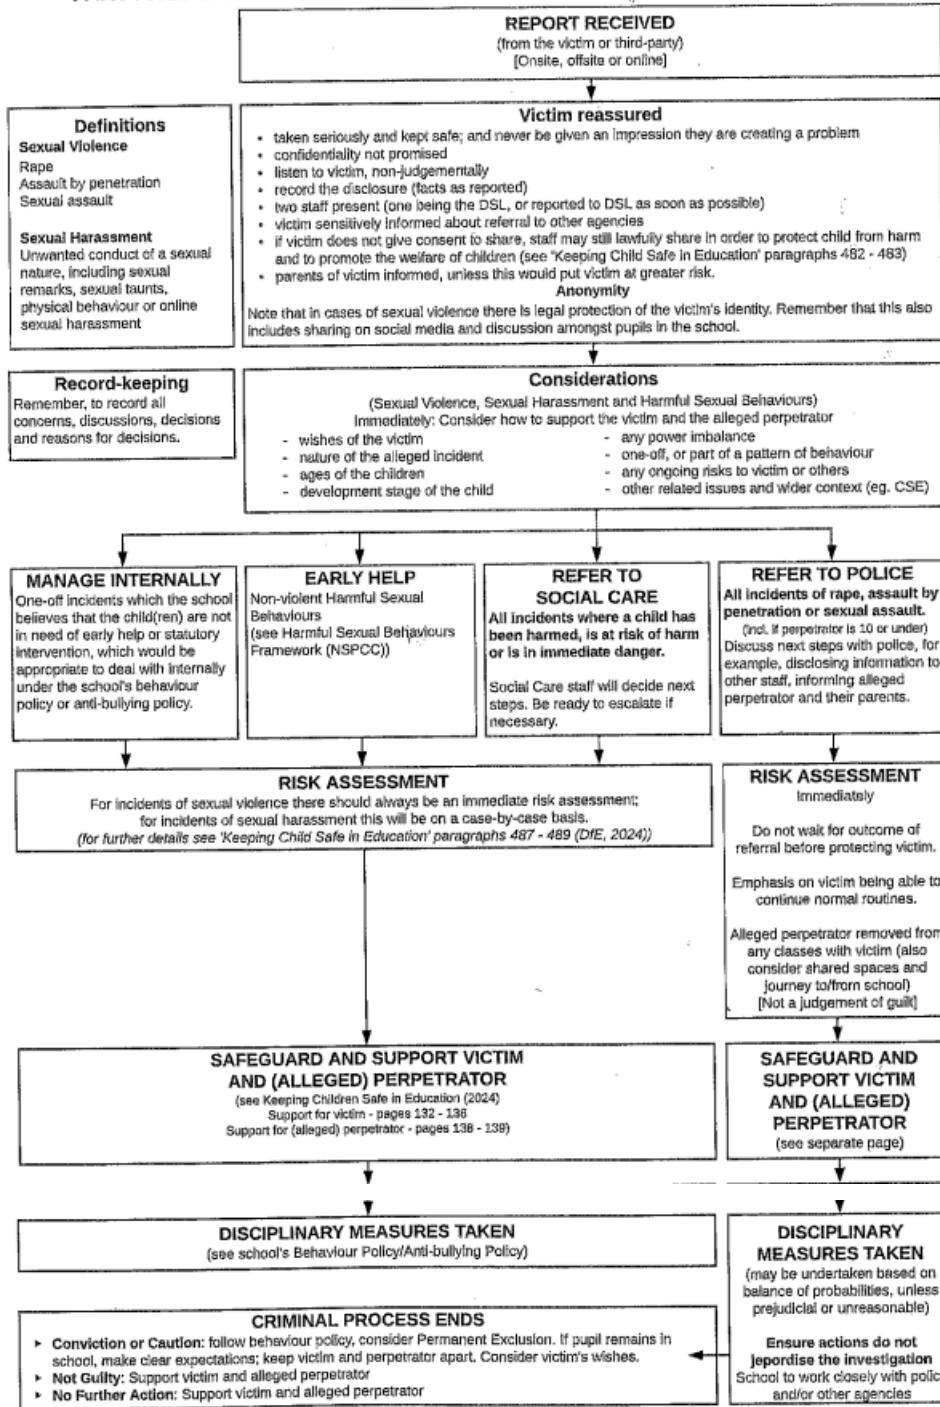 REPORT RECEIVED
(from the victim or third-party)
[Onsite, offsite or online]
Definitions
Sexual Violence
Rape
Assault by penetration
Sexual assault
Sexual Harassment
Unwanted conduct of a sexual
nature, including sexual
remarks, sexual taunts,
physical behaviour or online
sexual harassment
Victim reassured
• taken seriously and kept safe; and never be given an impression they are creating a problem
• confidentiality not promised
• listen to victim, non-judgementally
• record the disclosure (facts as reported)
• two staff present (one being the DSL, or reported to DSL as soon as possible)
• victim sensitively informed about referral to other agencies
• if victim does not give consent to share, staff may still lawfully share in order to protect child from harm
and to promote the welfare of children (see 'Keeping Child Safe in Education' paragraphs 482 - 483)
• parents of victim informed, unless this would put victim at greater risk.
Anonymity
Note that in cases of sexual violence there is legal protection of the victim's identity. Remember that this also
includes sharing on social media and discussion amongst pupils in the school.
Record-keeping
Remember, to record all
concerns, discussions, decisions
and reasons for decisions.
Considerations
(Sexual Violence, Sexual Harassment and Harmful Sexual Behaviours)
Immediately: Consider how to support the victim and the alleged perpetrator
- wishes of the victim
- nature of the alleged incident
- ages of the children
- development stage of the child
- any power imbalance
- one-off, or part of a pattern of behaviour
- any ongoing risks to victim or others
- other related issues and wider context (eg. CSE)
MANAGE INTERNALLY
One-off incidents which the school
believes that the child(ren) are not
in need of early help or statutory
intervention, which would be
appropriate to deal with internally
under the school's behaviour
policy or anti-bullying policy.
EARLY HELP
Non-violent Harmful Sexual
Behaviours
(see Harmful Sexual Behaviours
Framework (NSPCC))
REFER TO
SOCIAL CARE
All incidents where a child has
been harmed, is at risk of harm
or is in immediate danger.
Social Care staff will decide next
steps. Be ready to escalate if
necessary.
REFER TO POLICE
All incidents of rape, assault by
penetration or sexual assault.
(incl. if perpetrator is 10 or under)
Discuss next steps with police, for
example, disclosing information to
other staff, informing alleged
perpetrator and their parents.
RISK ASSESSMENT
For incidents of sexual violence there should always be an immediate risk assessment;
for incidents of sexual harassment this will be on a case-by-case basis.
(for further details see 'Keeping Child Safe in Education' paragraphs 487 - 489 (DfE, 2024))
RISK ASSESSMENT
Immediately
Do not wait for outcome of
referral before protecting victim.
Emphasis on victim being able to
continue normal routines.
Alleged perpetrator removed from
any classes with victim (also
consider shared spaces and
journey to/from school)
[Not a judgement of guilt]
SAFEGUARD AND SUPPORT VICTIM
AND (ALLEGED) PERPETRATOR
(see Keeping Children Safe in Education (2024)
Support for victim - pages 132 - 136
Support for (alleged) perpetrator - pages 138 - 139)
SAFEGUARD AND
SUPPORT VICTIM
AND (ALLEGED)
PERPETRATOR
(see separate page)
DISCIPLINARY MEASURES TAKEN
(see school's Behaviour Policy/Anti-bullying Policy)
DISCIPLINARY
MEASURES TAKEN
(may be undertaken based on
balance of probabilities, unless
prejudicial or unreasonable)
Ensure actions do not
jepordise the investigation
School to work closely with polic
and/or other agencies
CRIMINAL PROCESS ENDS
▸ Conviction or Caution: follow behaviour policy, consider Permanent Exclusion. If pupil remains in
school, make clear expectations; keep victim and perpetrator apart. Consider victim's wishes.
▸ Not Guilty: Support victim and alleged perpetrator
▸ No Further Action: Support victim and alleged perpetrator